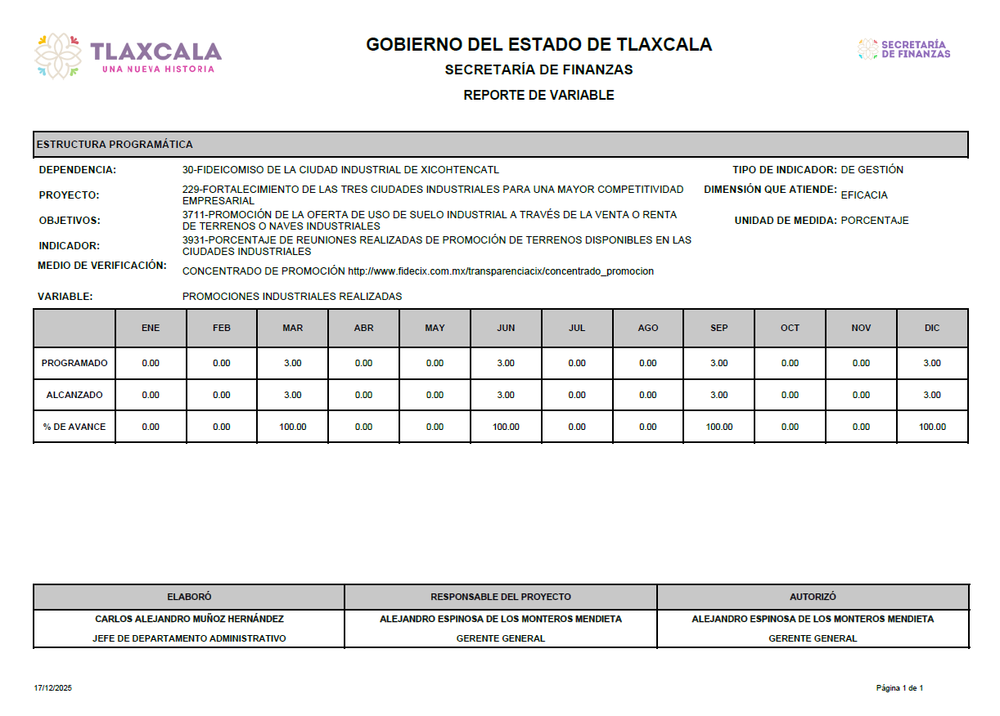 TLAXCALA
UNA NUEVA HISTORIA
GOBIERNO DEL ESTADO DE TLAXCALA
SECRETARÍA DE FINANZAS
REPORTE DE VARIABLE
SECRETARÍA
DE FINANZAS
ESTRUCTURA PROGRAMÁTICA
DEPENDENCIA: 30-FIDEICOMISO DE LA CIUDAD INDUSTRIAL DE XICOHTENCATL TIPO DE INDICADOR: DE GESTIÓN
PROYECTO: 229-FORTALECIMIENTO DE LAS TRES CIUDADES INDUSTRIALES PARA UNA MAYOR COMPETITIVIDAD
EMPRESARIAL
DIMENSIÓN QUE ATIENDE: EFICACIA
OBJETIVOS: 3711-PROMOCIÓN DE LA OFERTA DE USO DE SUELO INDUSTRIAL A TRAVÉS DE LA VENTA O RENTA
DE TERRENOS O NAVES INDUSTRIALES
UNIDAD DE MEDIDA: PORCENTAJE
INDICADOR: 3931-PORCENTAJE DE REUNIONES REALIZADAS DE PROMOCIÓN DE TERRENOS DISPONIBLES EN LAS
CIUDADES INDUSTRIALES
MEDIO DE VERIFICACIÓN: CONCENTRADO DE PROMOCIÓN http://www.fidecix.com.mx/transparenciacix/concentrado_promocion
VARIABLE: PROMOCIONES INDUSTRIALES REALIZADAS
ENE FEB MAR ABR MAY JUN JUL AGO SEP OCT NOV DIC
PROGRAMADO 0.00 0.00 3.00 0.00 0.00 3.00 0.00 0.00 3.00 0.00 0.00 3.00
ALCANZADO 0.00 0.00 3.00 0.00 0.00 3.00 0.00 0.00 3.00 0.00 0.00 3.00
% DE AVANCE 0.00 0.00 100.00 0.00 0.00 100.00 0.00 0.00 100.00 0.00 0.00 100.00
ELABORÓ RESPONSABLE DEL PROYECTO AUTORIZÓ
CARLOS ALEJANDRO MUÑOZ HERNÁNDEZ ALEJANDRO ESPINOSA DE LOS MONTEROS MENDIETA ALEJANDRO ESPINOSA DE LOS MONTEROS MENDIETA
JEFE DE DEPARTAMENTO ADMINISTRATIVO GERENTE GENERAL GERENTE GENERAL
17/12/2025 Página 1 de 1